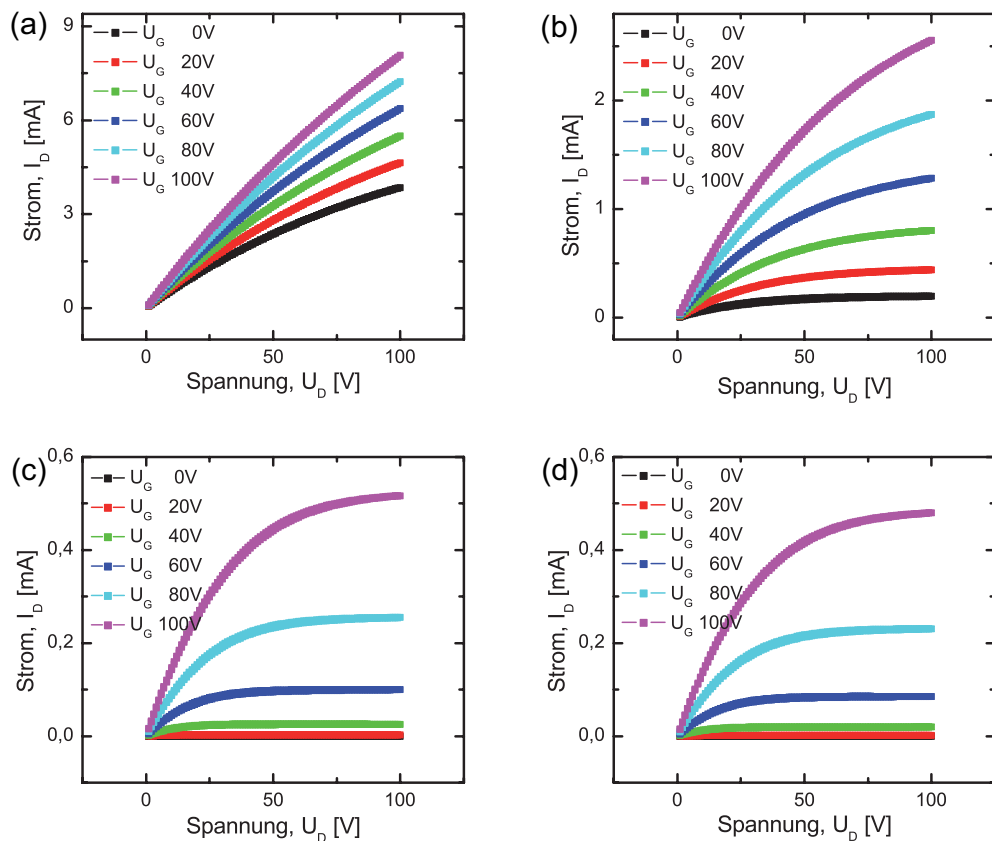 (a)
9
6
3
0
Strom, I_D [mA]
U_G 0V
U_G 20V
U_G 40V
U_G 60V
U_G 80V
U_G 100V
0
50
100
Spannung, U_D [V]
(b)
2
1
0
Strom, I_D [mA]
U_G 0V
U_G 20V
U_G 40V
U_G 60V
U_G 80V
U_G 100V
0
50
100
Spannung, U_D [V]
(c)
0,6
0,4
0,2
0,0
Strom, I_D [mA]
U_G 0V
U_G 20V
U_G 40V
U_G 60V
U_G 80V
U_G 100V
0
50
100
Spannung, U_D [V]
(d)
0,6
0,4
0,2
0,0
Strom, I_D [mA]
U_G 0V
U_G 20V
U_G 40V
U_G 60V
U_G 80V
U_G 100V
0
50
100
Spannung, U_D [V]